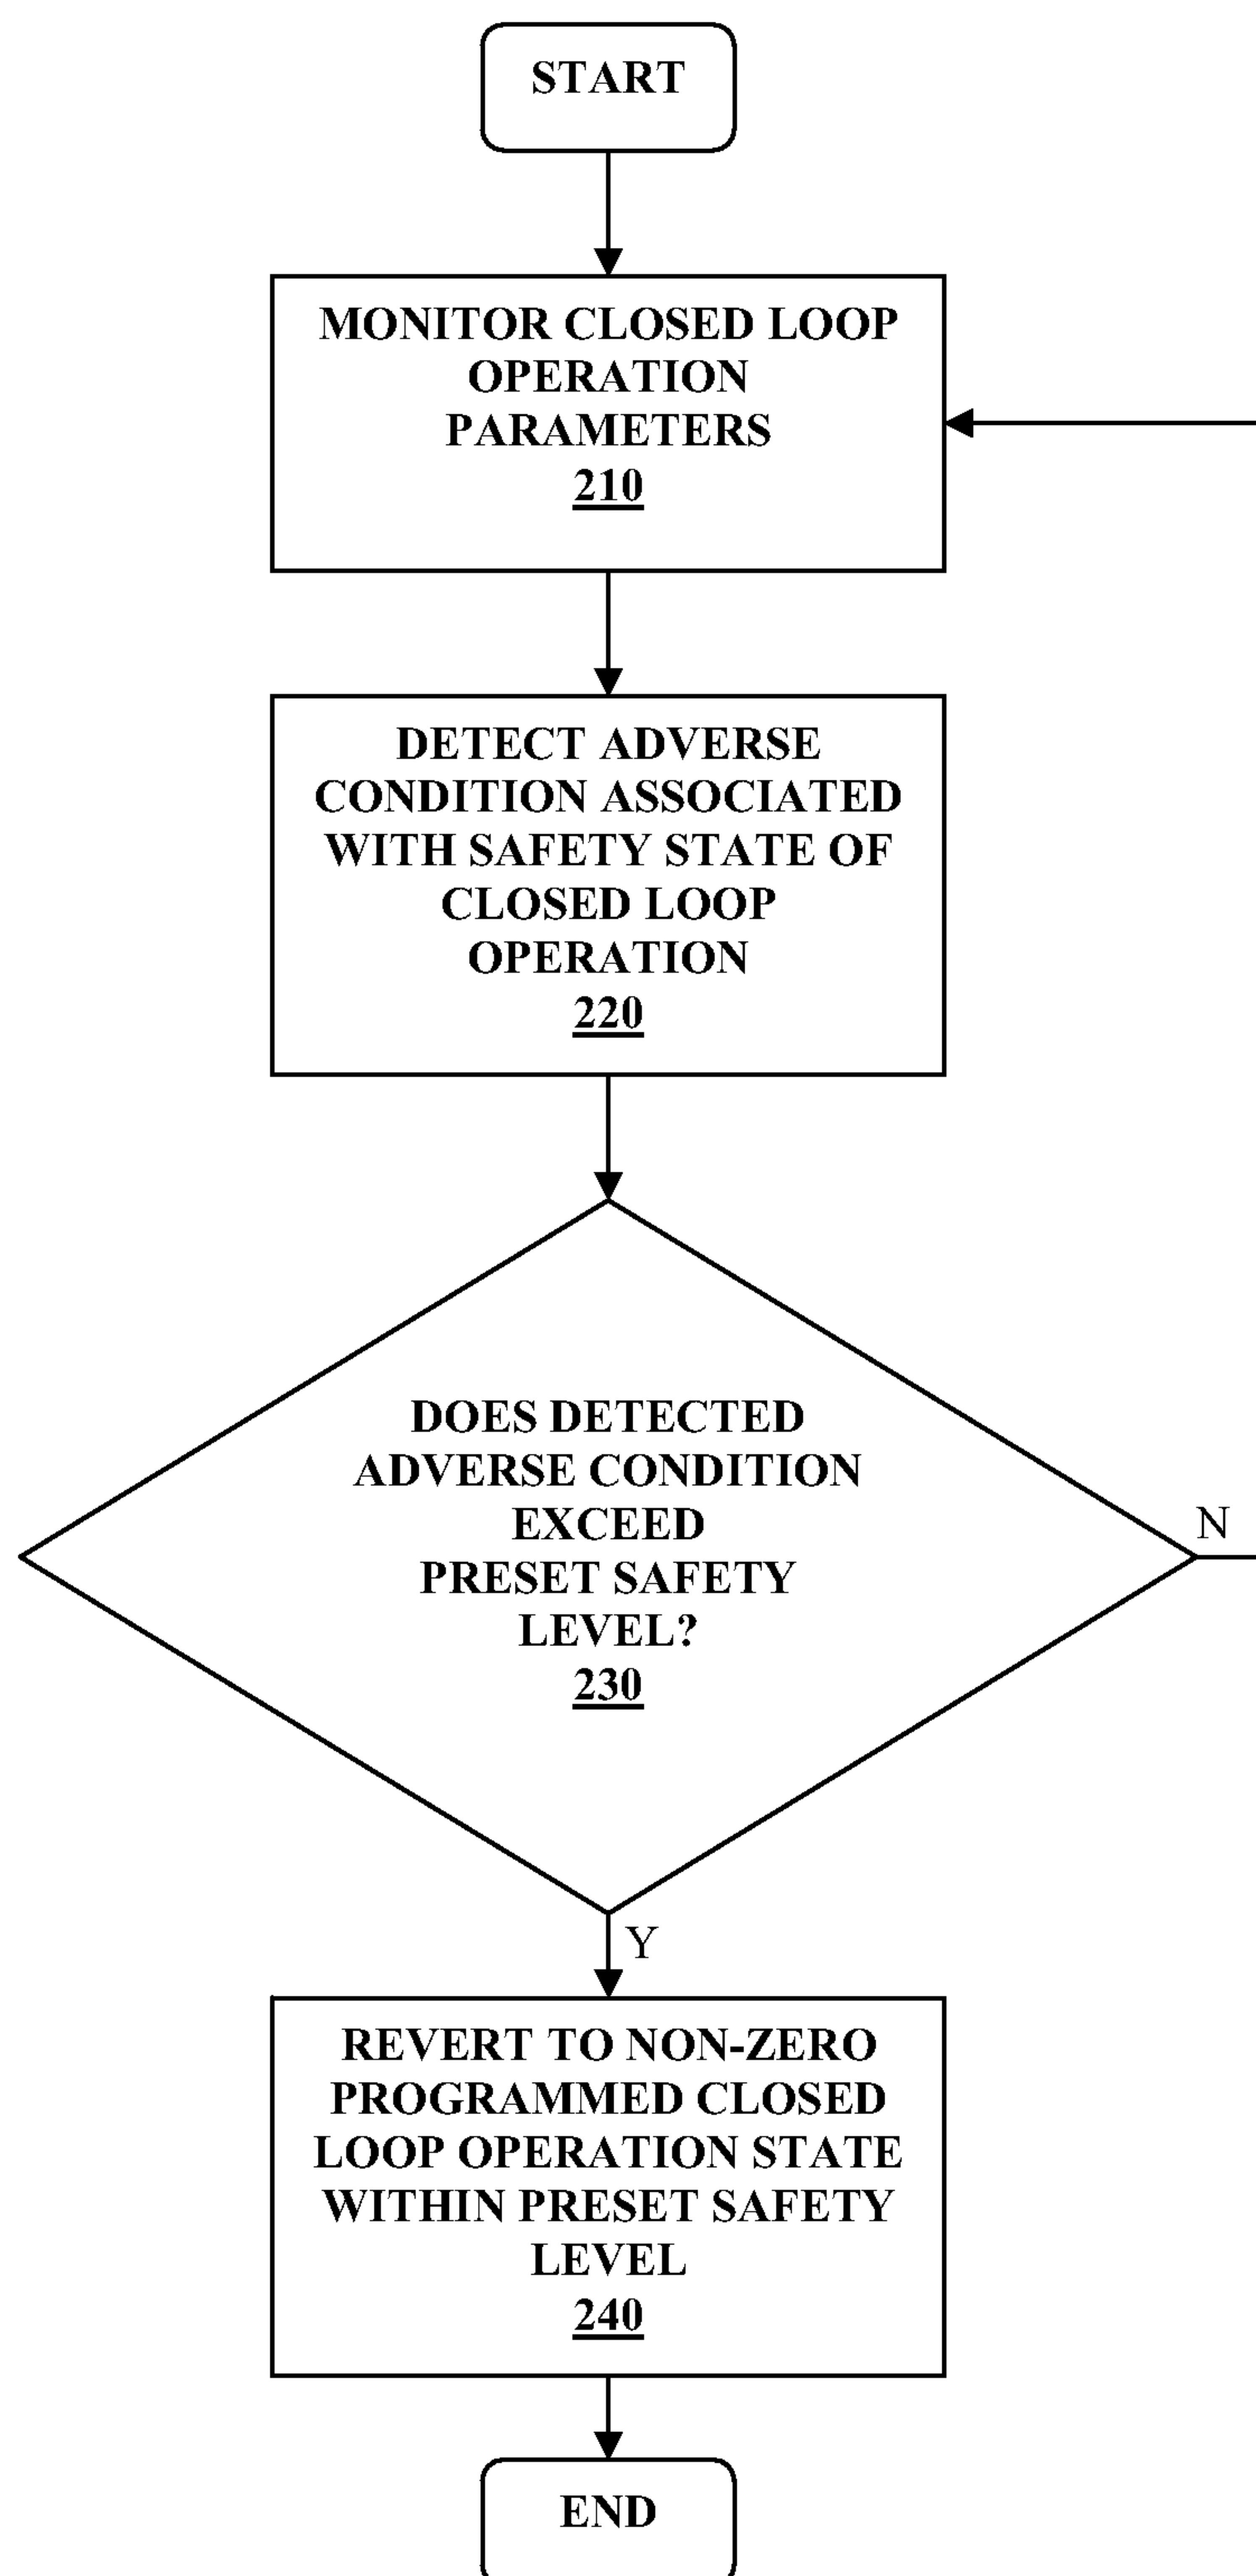 START
MONITOR CLOSED LOOP
OPERATION
PARAMETERS
210
DETECT ADVERSE
CONDITION ASSOCIATED
WITH SAFETY STATE OF
CLOSED LOOP
OPERATION
220
DOES DETECTED
ADVERSE CONDITION
EXCEED
PRESET SAFETY
LEVEL?
230
N
Y
REVERT TO NON-ZERO
PROGRAMMED CLOSED
LOOP OPERATION STATE
WITHIN PRESET SAFETY
LEVEL
240
END